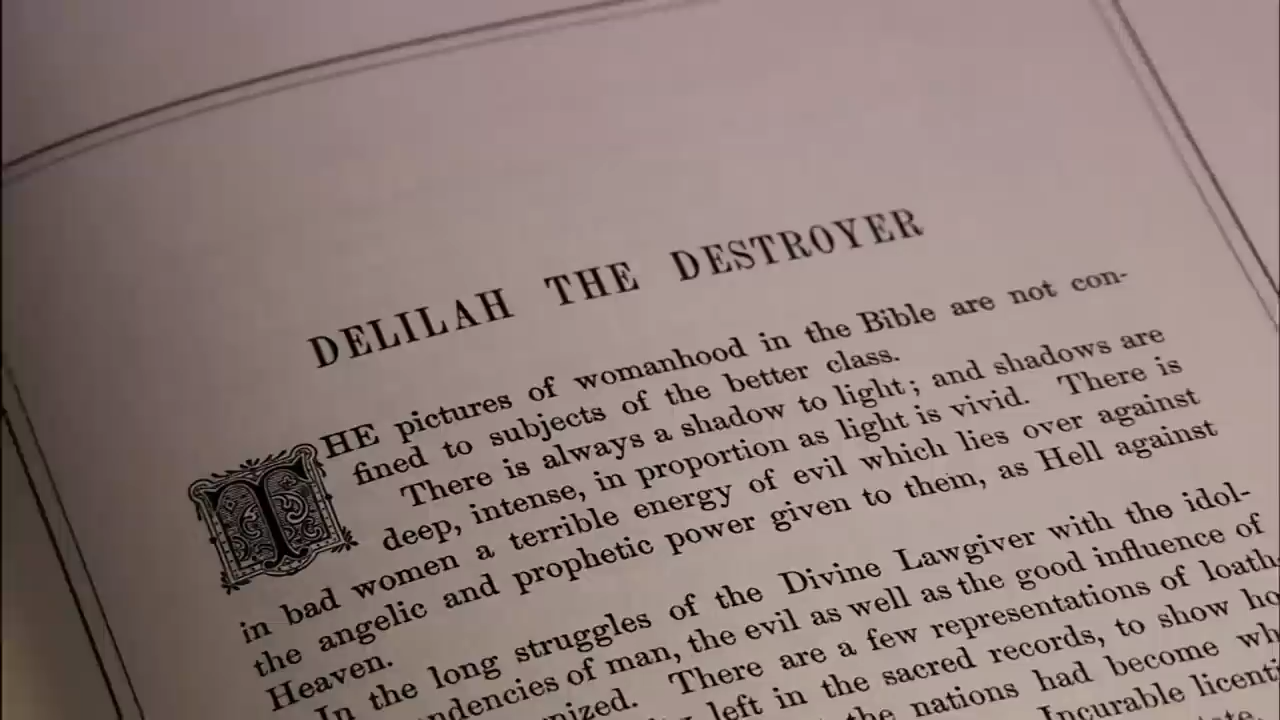 DELILAH THE DESTROYER
THE pictures of womanhood in the Bible are not con-
fined to subjects of the better class.
There is always a shadow to light; and shadows are
deep, intense, in proportion as light is vivid. There is
in bad women a terrible energy of evil which lies over against
the angelic and prophetic power given to them, as Hell against
Heaven.
In the long struggles of the Divine Lawgiver with the idol-
ndencies of man, the evil as well as the good influence of
nized. There are a few representations of loath
left in the sacred records, to show ho
the nations had become wh
Incurable licenti